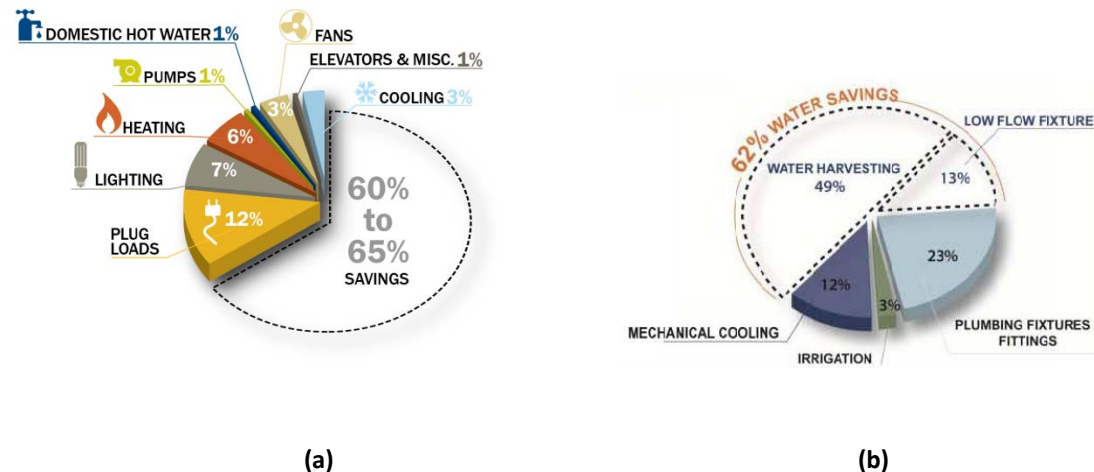 DOMESTIC HOT WATER 1%
FANS
ELEVATORS & MISC. 1%
PUMPS 1%
COOLING 3%
3%
HEATING
6%
7%
LIGHTING
12%
PLUG
LOADS
60%
to
65%
SAVINGS
(a)
62% WATER SAVINGS
LOW FLOW FIXTURE
WATER HARVESTING
49%
13%
23%
12%
3%
MECHANICAL COOLING
PLUMBING FIXTURES
FITTINGS
IRRIGATION
(b)